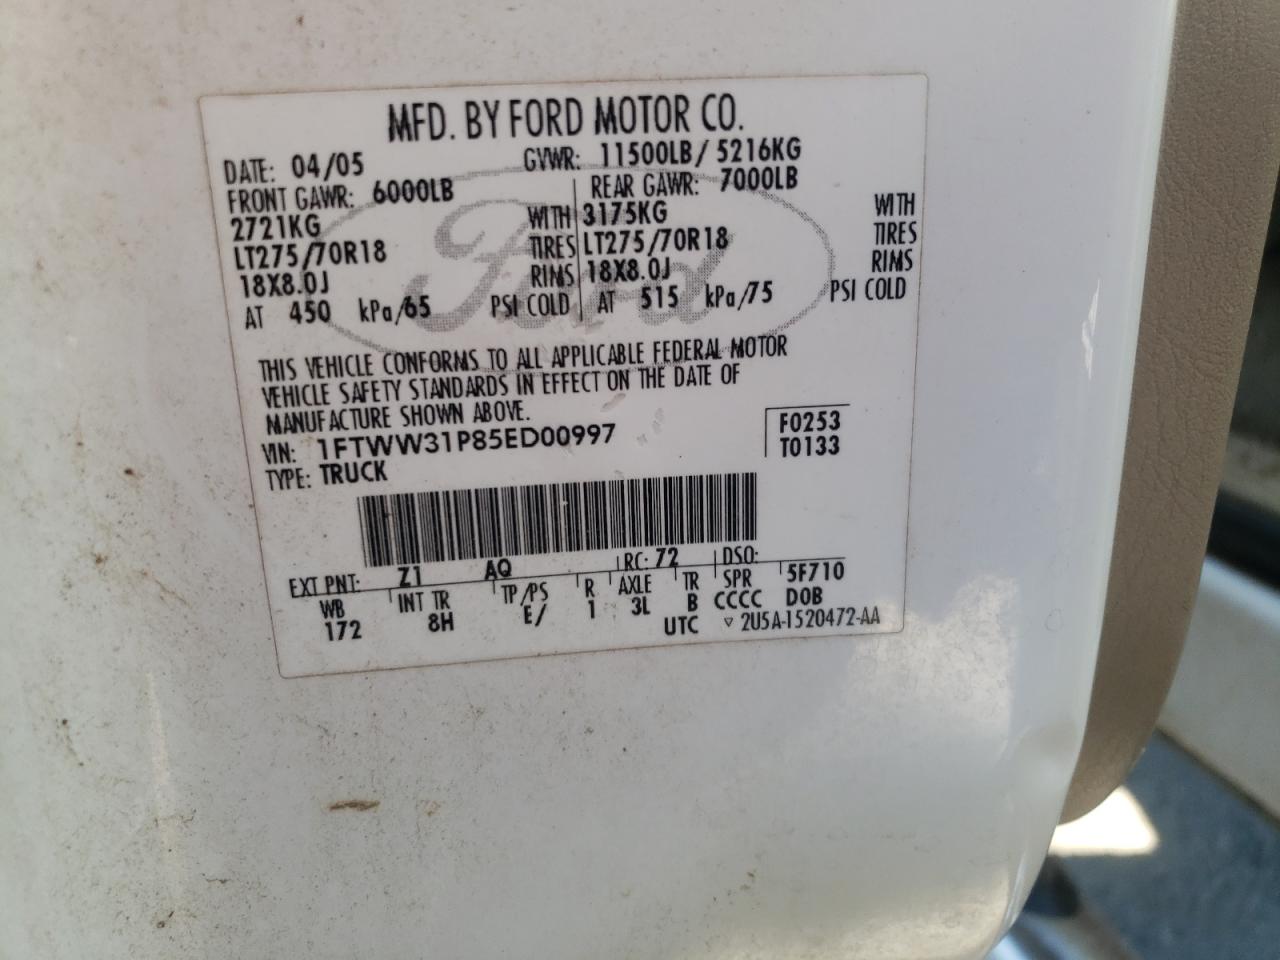 MFD. BY FORD MOTOR CO.
DATE: 04/05 GVWR: 11500LB/ 5216KG
FRONT GAWR: 6000LB REAR GAWR: 7000LB
2721KG WITH 3175KG WITH
LT275/70R18 TIRES LT275/70R18 TIRES
18X8.0J RIMS 18X8.0J RIMS
AT 450 kPa/65 PSI COLD AT 515 kPa/75 PSI COLD
Ford
THIS VEHICLE CONFORMS TO ALL APPLICABLE FEDERAL MOTOR
VEHICLE SAFETY STANDARDS IN EFFECT ON THE DATE OF
MANUFACTURE SHOWN ABOVE.
VIN: 1FTWW31P85ED00997 F0253
TYPE: TRUCK T0133
EXT PNT: Z1 AQ RC: 72 DSO:
WB INT TR TP/PS R AXLE TR SPR 5F710
172 8H E/ 1 3L B CCCC DOB
UTC ▿ 2U5A-1520472-AA